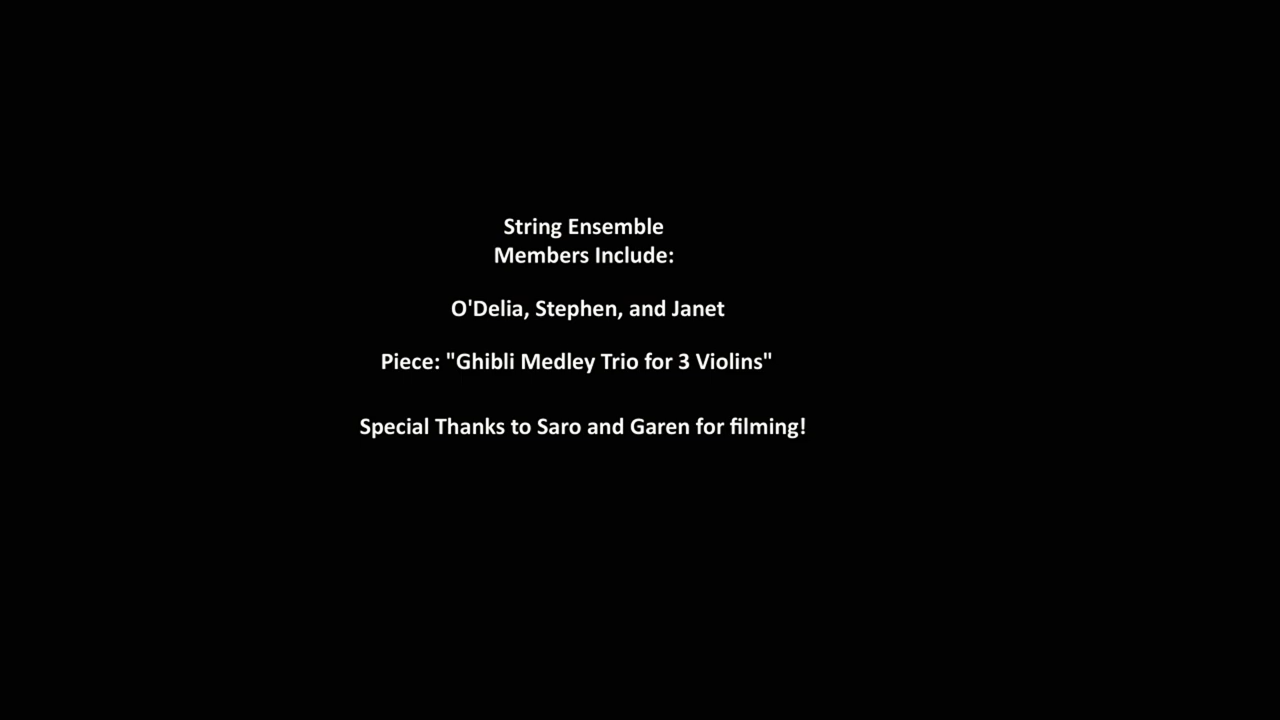 String Ensemble
Members Include:
O'Delia, Stephen, and Janet
Piece: "Ghibli Medley Trio for 3 Violins"
Special Thanks to Saro and Garen for filming!